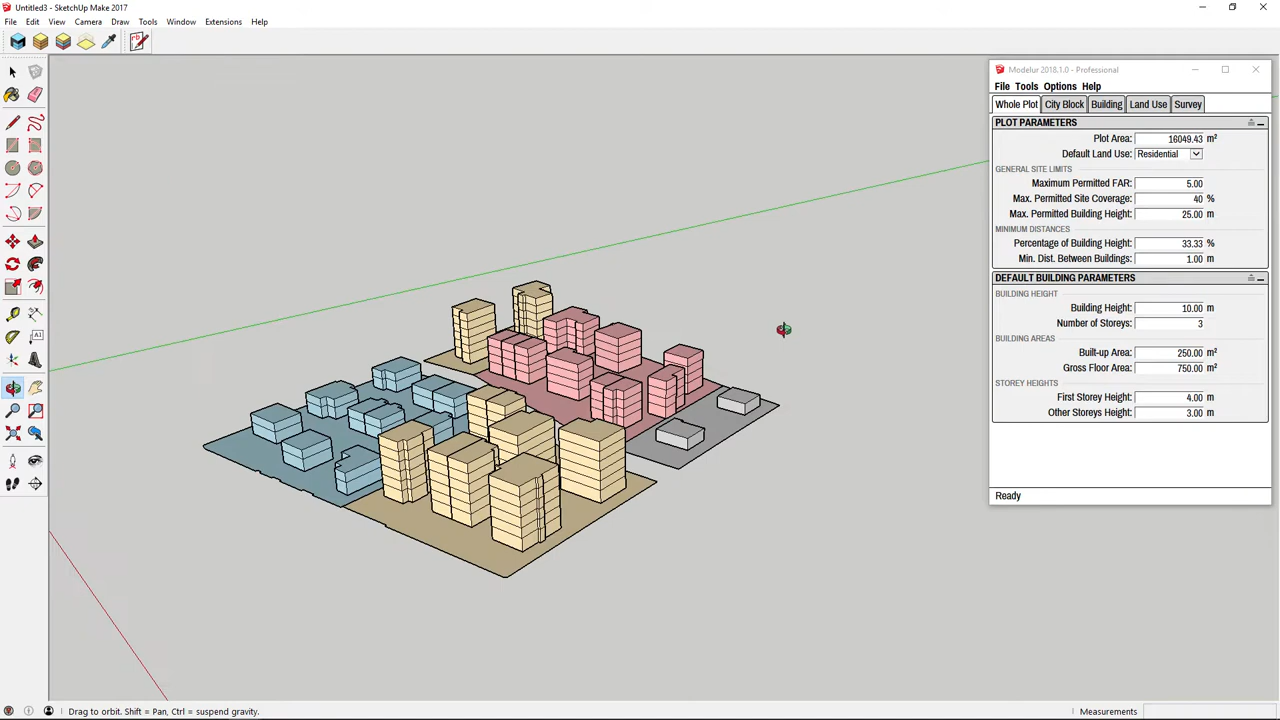 Untitled3 - SketchUp Make 2017
File Edit View Camera Draw Tools Window Extensions Help
Modelur 2018.1.0 - Professional
File Tools Options Help
Whole Plot City Block Building Land Use Survey
PLOT PARAMETERS
Plot Area: 16049.43 m²
Default Land Use: Residential
GENERAL SITE LIMITS
Maximum Permitted FAR: 5.00
Max. Permitted Site Coverage: 40 %
Max. Permitted Building Height: 25.00 m
MINIMUM DISTANCES
Percentage of Building Height: 33.33 %
Min. Dist. Between Buildings: 1.00 m
DEFAULT BUILDING PARAMETERS
BUILDING HEIGHT
Building Height: 10.00 m
Number of Storeys: 3
BUILDING AREAS
Built-up Area: 250.00 m²
Gross Floor Area: 750.00 m²
STOREY HEIGHTS
First Storey Height: 4.00 m
Other Storeys Height: 3.00 m
Ready
Drag to orbit. Shift = Pan, Ctrl = suspend gravity.
Measurements